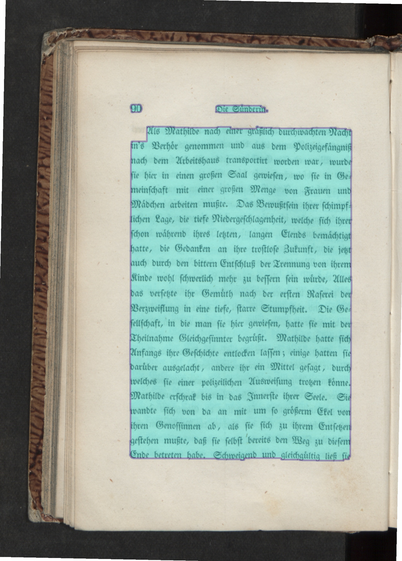 Die Sünderin.
Als Mathilde nach einer gräßlich durchwachten Nacht
in's Verhör genommen und aus dem Polizeigefängniß
nach dem Arbeitshaus transportirt worden war, wurde
sie hier in einen großen Saal gewiesen, wo sie in Ge-
meinschaft mit einer großen Menge von Frauen und
Mädchen arbeiten mußte. Das Bewußtsein ihrer schimpf-
lichen Lage, die tiefe Niedergeschlagenheit, welche sich ihrer
schon während ihres letzten, langen Elends bemächtigt
hatte, die Gedanken an ihre trostlose Zukunft, die jetzt
auch durch den bittern Entschluß der Trennung von ihrem
Kinde wohl schwerlich mehr zu bessern sein würde, Alles
das versetzte ihr Gemüth nach der ersten Raserei der
Verzweiflung in eine tiefe, starre Stumpfheit. Die Ge-
sellschaft, in die man sie hier gewiesen, hatte sie mit der
Theilnahme Gleichgesinnter begrüßt. Mathilde hatte sich
Anfangs ihre Geschichte entlocken lassen; einige hatten sie
darüber ausgelacht, andere ihr ein Mittel gesagt, durch
welches sie einer polizeilichen Ausweisung trotzen könne.
Mathilde erschrak bis in das Innerste ihrer Seele. Sie
wandte sich von da an mit um so größerm Ekel von
ihren Genossinnen ab, als sie sich zu ihrem Entsetzen
gestehen mußte, daß sie selbst bereits den Weg zu diesem
Ende betreten habe. Schweigend und gleichgültig ließ sie